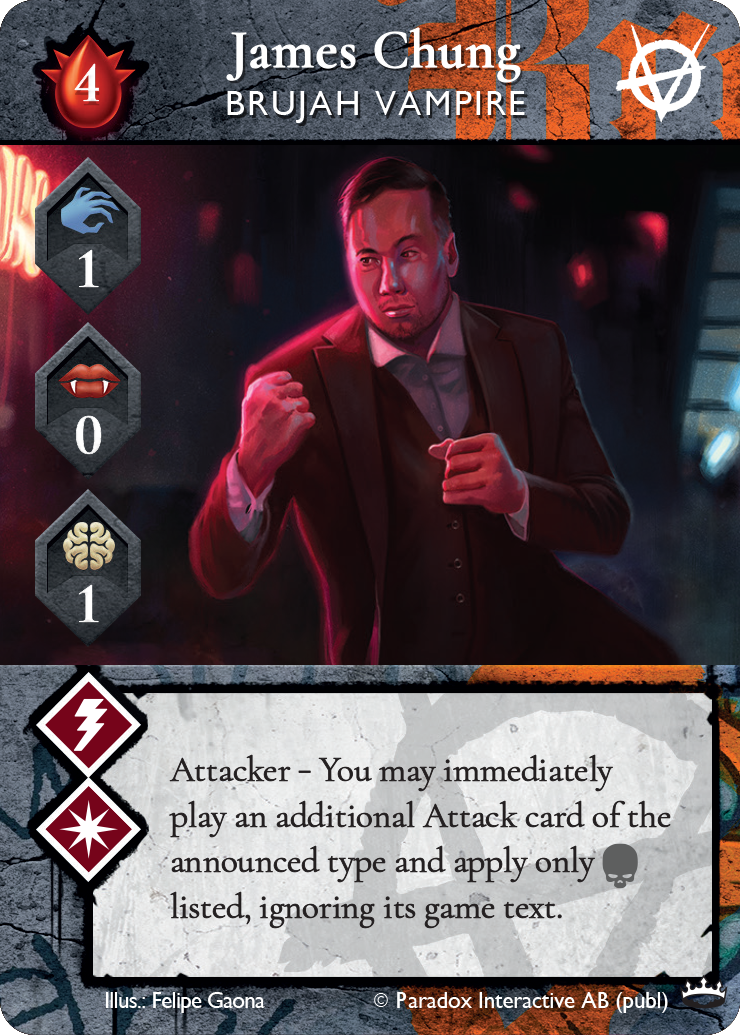 4
James Chung
BRUJAH VAMPIRE
1
0
1
Attacker – You may immediately
play an additional Attack card of the
announced type and apply only
listed, ignoring its game text.
Illus.: Felipe Gaona
© Paradox Interactive AB (publ)